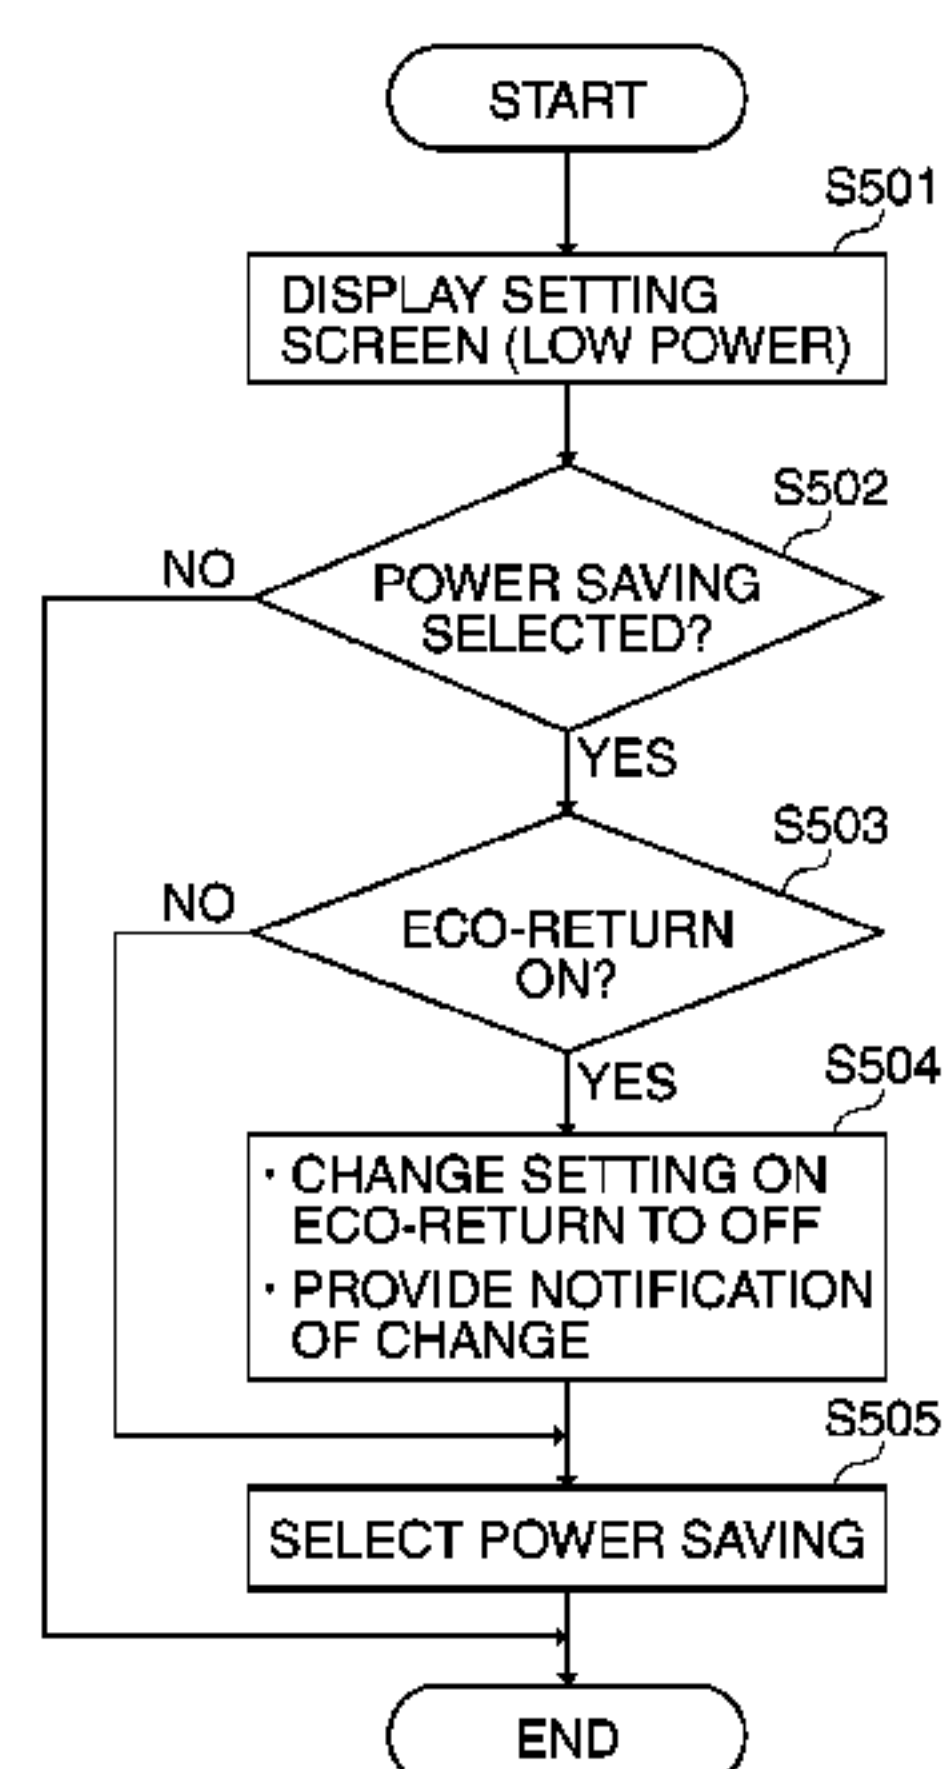 START
S501
DISPLAY SETTING
SCREEN (LOW POWER)
S502
NO
POWER SAVING
SELECTED?
YES
S503
NO
ECO-RETURN
ON?
YES
S504
· CHANGE SETTING ON
ECO-RETURN TO OFF
· PROVIDE NOTIFICATION
OF CHANGE
S505
SELECT POWER SAVING
END